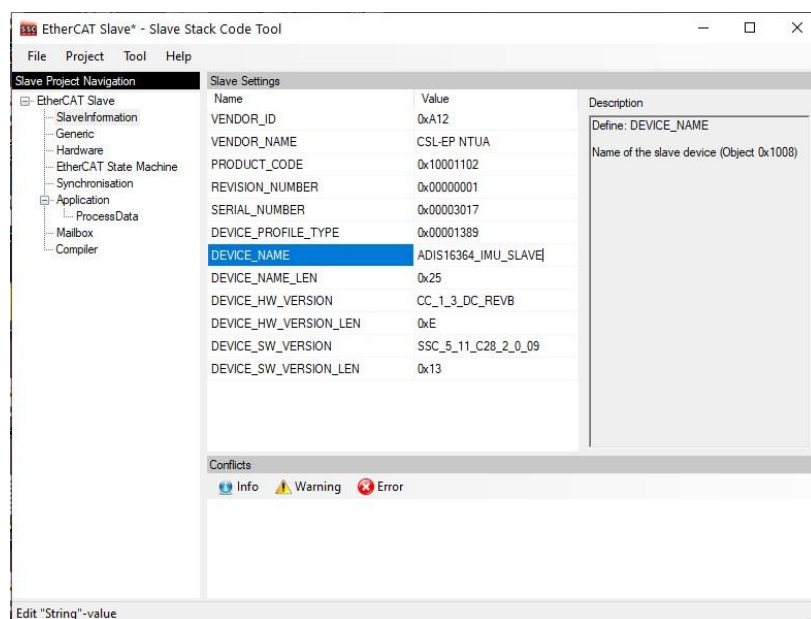 EtherCAT Slave* - Slave Stack Code Tool
File Project Tool Help
Slave Project Navigation
EtherCAT Slave
SlaveInformation
Generic
Hardware
EtherCAT State Machine
Synchronisation
Application
ProcessData
Mailbox
Compiler
Slave Settings
Name Value
VENDOR_ID 0xA12
VENDOR_NAME CSL-EP NTUA
PRODUCT_CODE 0x10001102
REVISION_NUMBER 0x00000001
SERIAL_NUMBER 0x00003017
DEVICE_PROFILE_TYPE 0x00001389
DEVICE_NAME ADIS16364_IMU_SLAVE
DEVICE_NAME_LEN 0x25
DEVICE_HW_VERSION CC_1_3_DC_REVB
DEVICE_HW_VERSION_LEN 0xE
DEVICE_SW_VERSION SSC_5_11_C28_2_0_09
DEVICE_SW_VERSION_LEN 0x13
Description
Define: DEVICE_NAME
Name of the slave device (Object 0x1008)
Conflicts
Info Warning Error
Edit "String"-value